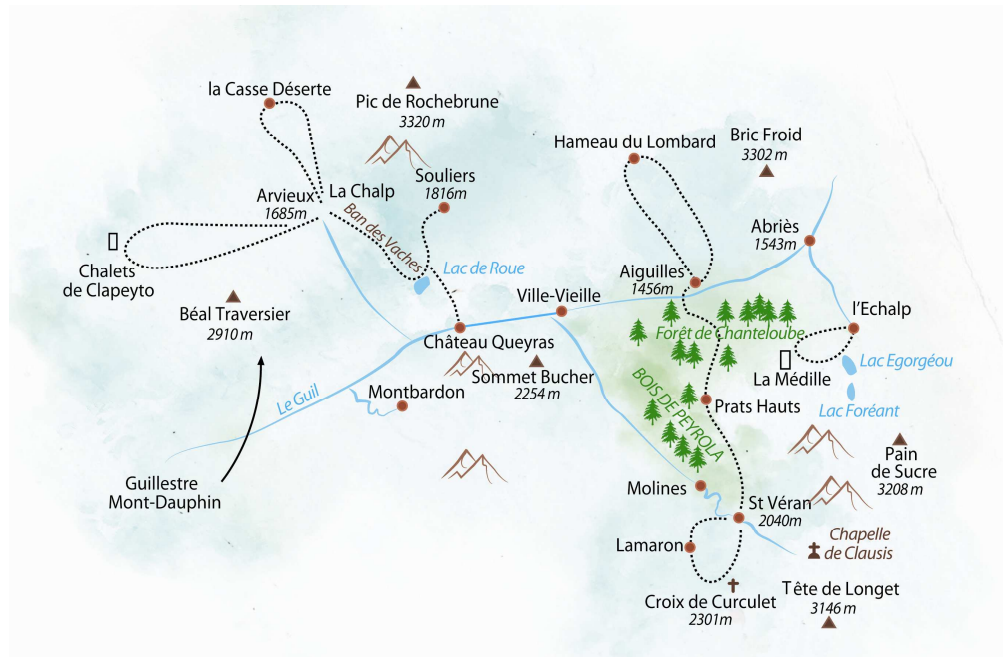 la Casse Déserte
Pic de Rochebrune
3320 m
Hameau du Lombard
Bric Froid
3302 m
Souliers
1816m
La Chalp
Arvieux
1685m
Ban des Vaches
Abriès
1543m
Chalets
de Clapeyto
Lac de Roue
Aiguilles
1456m
Ville-Vieille
Béal Traversier
2910 m
l'Echalp
Forêt de Chanteloube
Château Queyras
Lac Egorgéou
La Médille
Sommet Bucher
2254 m
Le Guil
Montbardon
BOIS DE PEYROLA
Prats Hauts
Lac Foréant
Pain
de Sucre
3208 m
Guillestre
Mont-Dauphin
Molines
St Véran
2040m
Lamaron
Chapelle
de Clausis
Croix de Curculet
2301m
Tête de Longet
3146 m